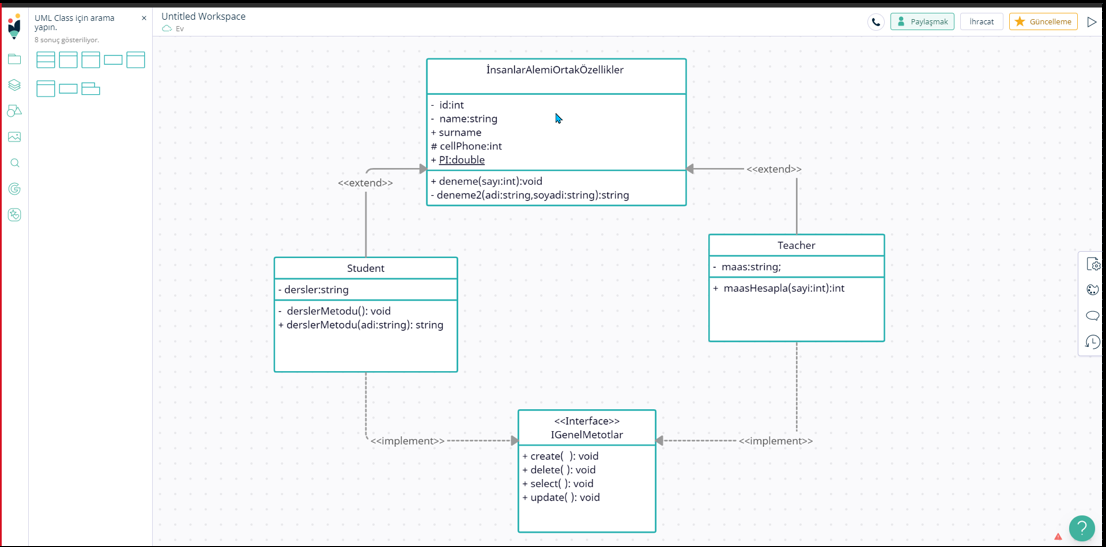 UML Class için arama
yapın.
×
8 sonuç gösteriliyor.
Untitled Workspace
Ev
Paylaşmak
İhracat
Güncelleme
İnsanlarAlemiOrtakÖzellikler
- id:int
- name:string
+ surname
# cellPhone:int
+ PI:double
+ deneme(sayı:int):void
- deneme2(adi:string,soyadi:string):string
<<extend>>
<<extend>>
Student
- dersler:string
- derslerMetodu(): void
+ derslerMetodu(adi:string): string
Teacher
- maas:string;
+ maasHesapla(sayi:int):int
<<implement>>
<<implement>>
<<Interface>>
IGenelMetotlar
+ create( ): void
+ delete( ): void
+ select( ): void
+ update( ): void
?